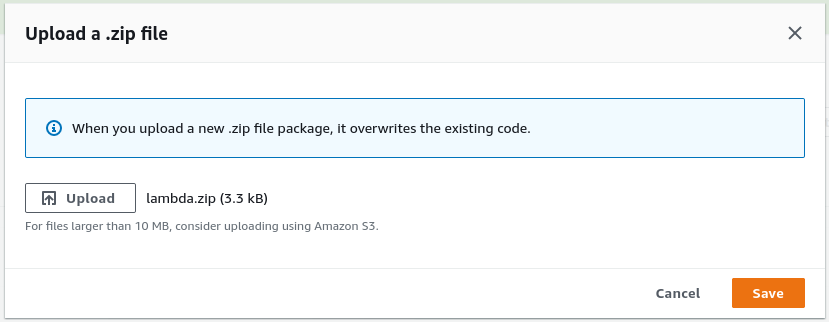 Upload a .zip file
When you upload a new .zip file package, it overwrites the existing code.
Upload lambda.zip (3.3 kB)
For files larger than 10 MB, consider uploading using Amazon S3.
Cancel Save